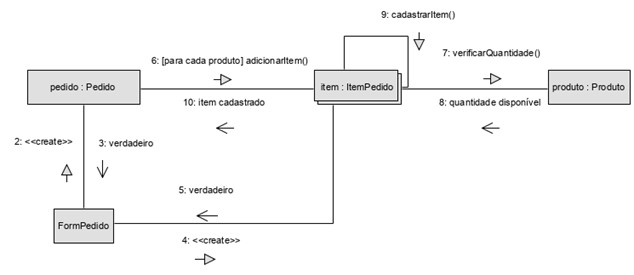 9: cadastrarItem()
6: [para cada produto] adicionarItem()
7: verificarQuantidade()
pedido : Pedido
item : ItemPedido
produto : Produto
10: item cadastrado
8: quantidade disponível
2: <<create>>
3: verdadeiro
5: verdadeiro
FormPedido
4: <<create>>